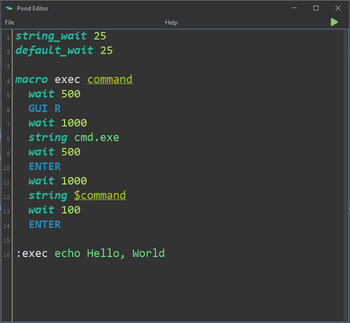 Pond Editor
File Help
1 string_wait 25
2 default_wait 25
3
4 macro exec command
5 wait 500
6 GUI R
7 wait 1000
8 string cmd.exe
9 wait 500
10 ENTER
11 wait 1000
12 string $command
13 wait 100
14 ENTER
15
16 :exec echo Hello, World